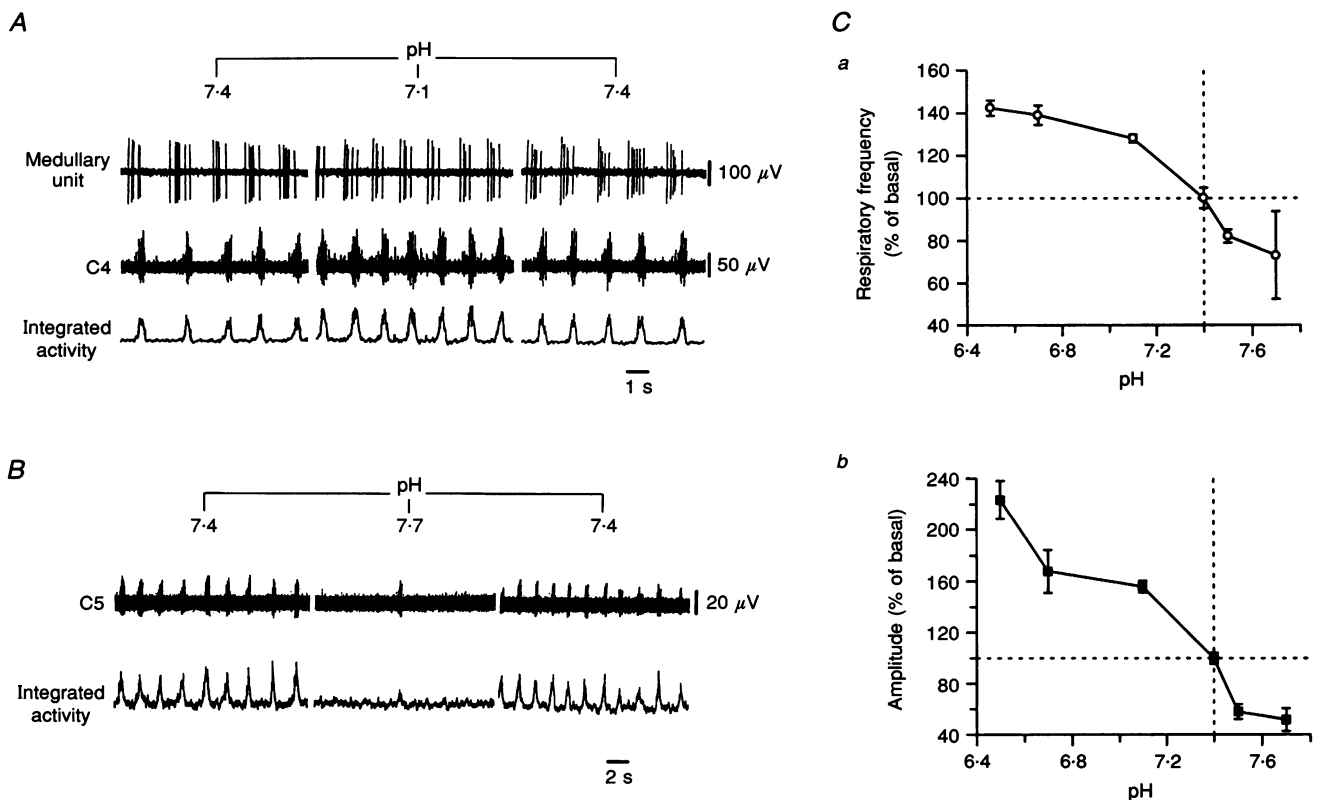 A
pH
7·4 7·1 7·4
Medullary
unit
100 µV
C4
50 µV
Integrated
activity
1 s
B
pH
7·4 7·7 7·4
C5
20 µV
Integrated
activity
2 s
C
a
Respiratory frequency
(% of basal)
160
140
120
100
80
60
40
6·4 6·8 7·2 7·6
pH
b
Amplitude (% of basal)
240
200
160
120
80
40
6·4 6·8 7·2 7·6
pH